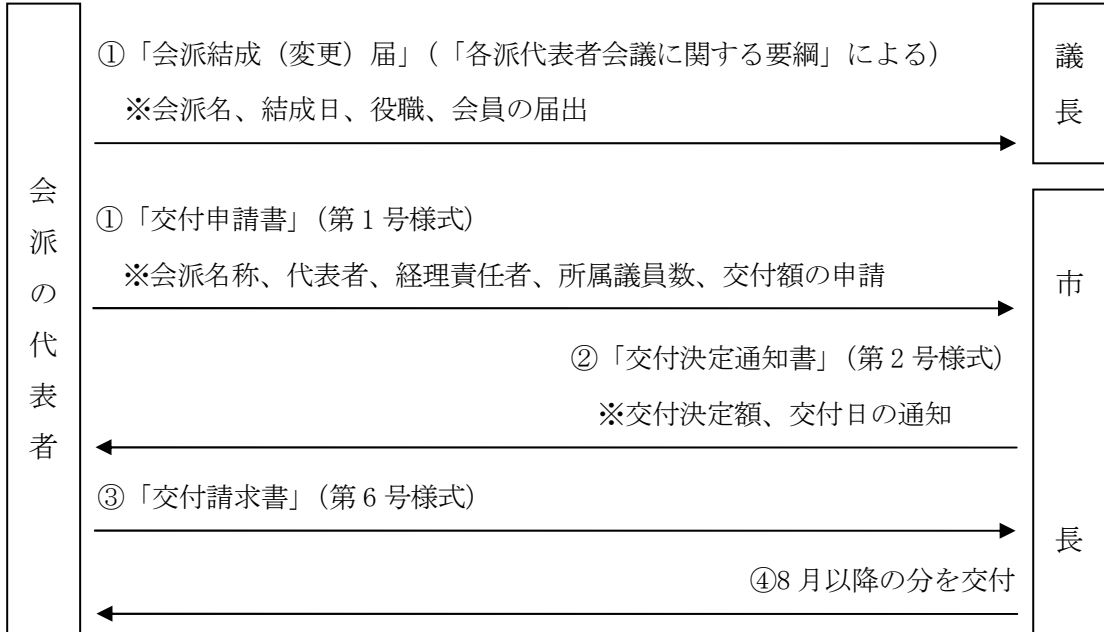 ①「会派結成（変更）届」（「各派代表者会議に関する要綱」による）
※会派名、結成日、役職、会員の届出
議長
会派の代表者
①「交付申請書」（第1号様式）
※会派名称、代表者、経理責任者、所属議員数、交付額の申請
②「交付決定通知書」（第2号様式）
※交付決定額、交付日の通知
③「交付請求書」（第6号様式）
④8月以降の分を交付
市長